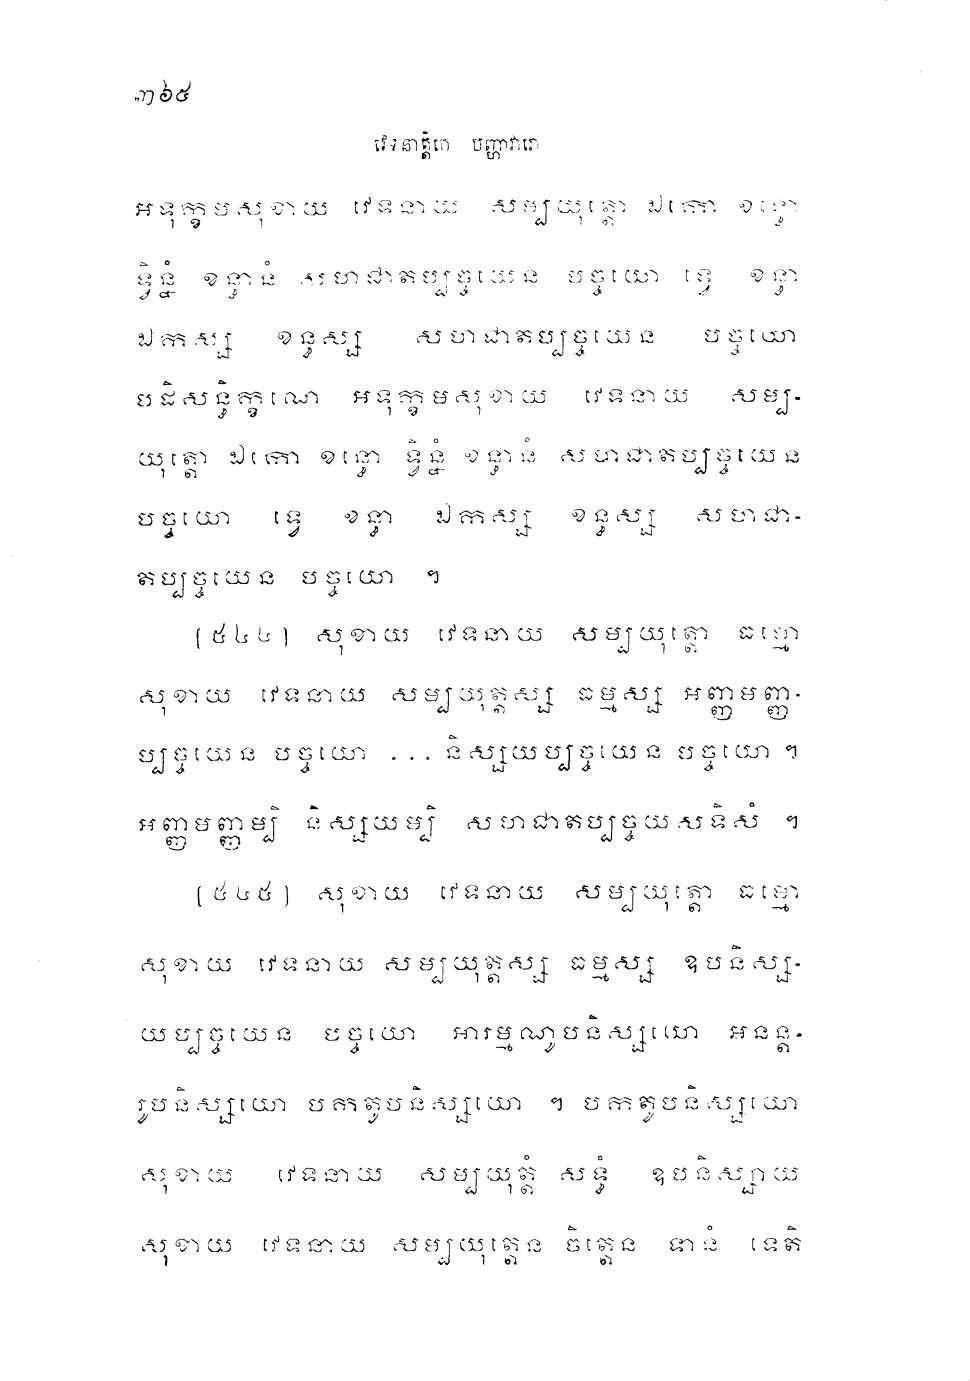 ៣៦៥
វេទនាត្តិកេ បញ្ហាវារោ
អទុក្ខមសុខាយ វេទនាយ សម្បយុត្តោ ឯកោ ខន្ធោ
ទ្វិន្នំ ខន្ធានំ សហជាតប្បច្ចយេន បច្ចយោ ទ្វេ ខន្ធា
ឯកស្ស ខន្ធស្ស សហជាតប្បច្ចយេន បច្ចយោ
បដិសន្ធិក្ខណេ អទុក្ខមសុខាយ វេទនាយ សម្ប-
យុត្តោ ឯកោ ខន្ធោ ទ្វិន្នំ ខន្ធានំ សហជាតប្បច្ចយេន
បច្ចយោ ទ្វេ ខន្ធា ឯកស្ស ខន្ធស្ស សហជា-
តប្បច្ចយេន បច្ចយោ ។
(៥៤៤) សុខាយ វេទនាយ សម្បយុត្តោ ធម្មោ
សុខាយ វេទនាយ សម្បយុត្តស្ស ធម្មស្ស អញ្ញមញ្ញ-
ប្បច្ចយេន បច្ចយោ ... និស្សយប្បច្ចយេន បច្ចយោ ។
អញ្ញមញ្ញម្បិ និស្សយម្បិ សហជាតប្បច្ចយសទិសំ ។
(៥៤៥) សុខាយ វេទនាយ សម្បយុត្តោ ធម្មោ
សុខាយ វេទនាយ សម្បយុត្តស្ស ធម្មស្ស ឧបនិស្ស-
យប្បច្ចយេន បច្ចយោ អារម្មណូបនិស្សយោ អនន្ត-
រូបនិស្សយោ បកតូបនិស្សយោ ។ បកតូបនិស្សយោ
សុខាយ វេទនាយ សម្បយុត្តំ សទ្ធំ ឧបនិស្សាយ
សុខាយ វេទនាយ សម្បយុត្តេន ចិត្តេន ទានំ ទេតិ